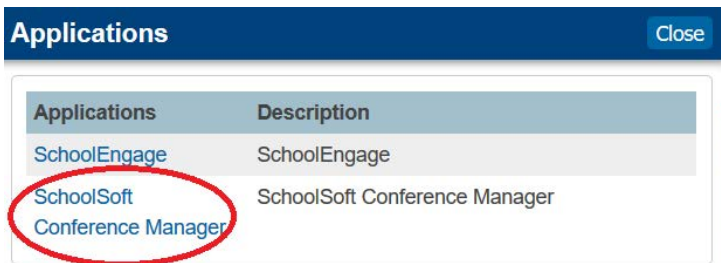 Applications
Close
Applications Description
SchoolEngage SchoolEngage
SchoolSoft SchoolSoft Conference Manager
Conference Manager